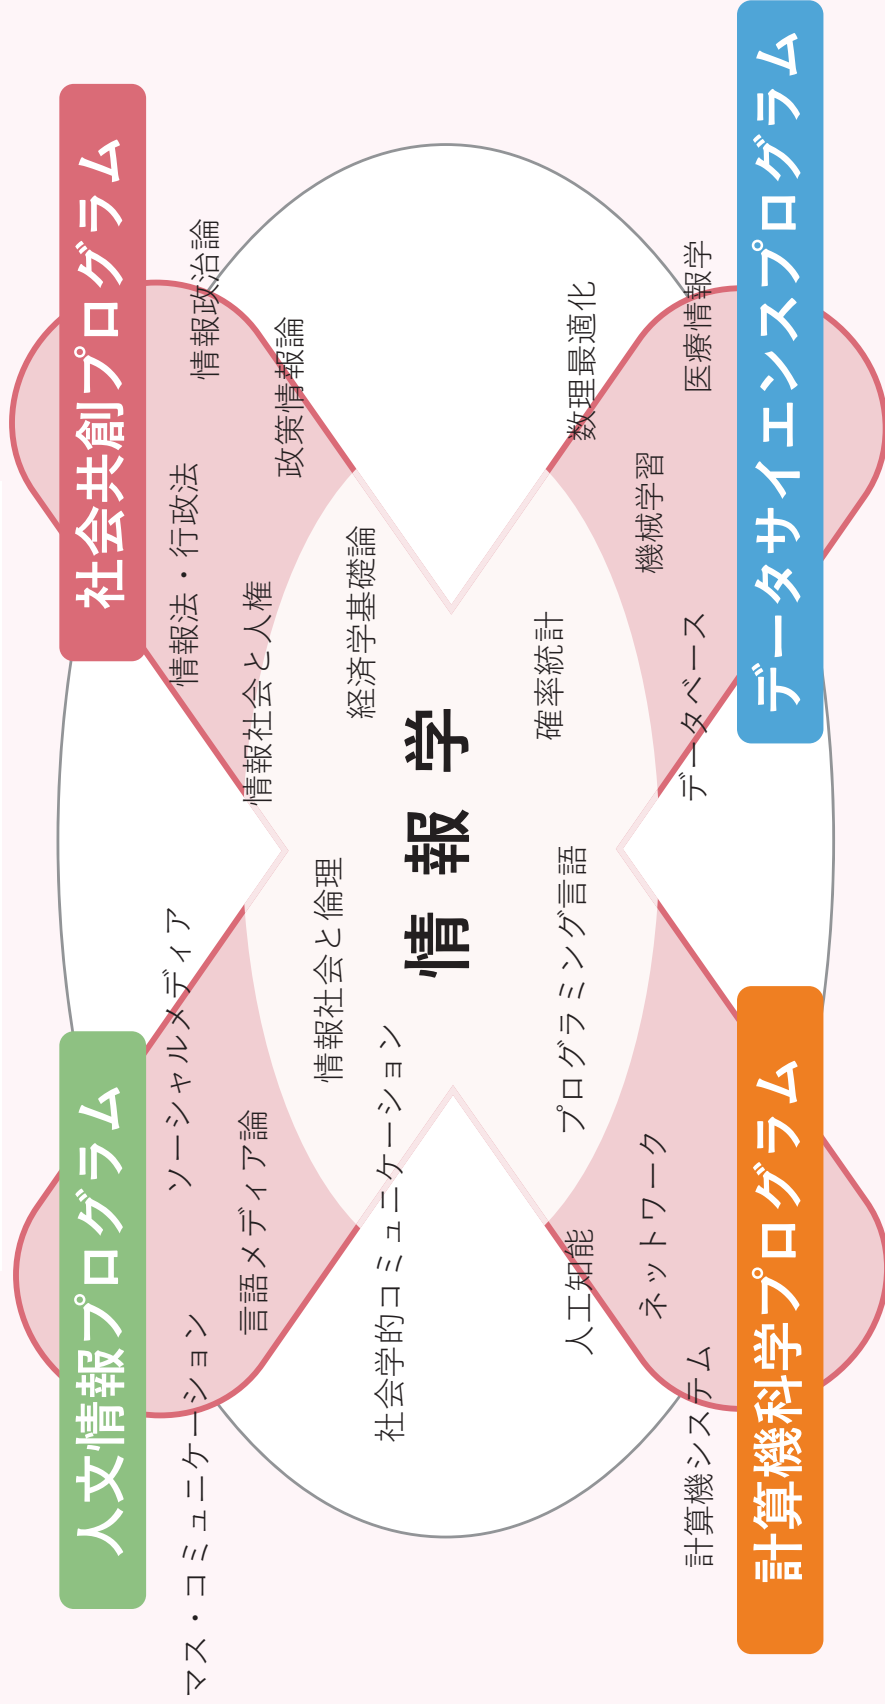 人文情報プログラム
社会共創プログラム
マス・コミュニケーション
ソーシャルメディア
情報法・行政法
情報政治論
言語メディア論
情報社会と人権
政策情報論
情報社会と倫理
経済学基礎論
社会学的コミュニケーション
情報学
プログラミング言語
確率統計
人工知能
数理最適化
ネットワーク
機械学習
計算機システム
データベース
医療情報学
計算機科学プログラム
データサイエンスプログラム